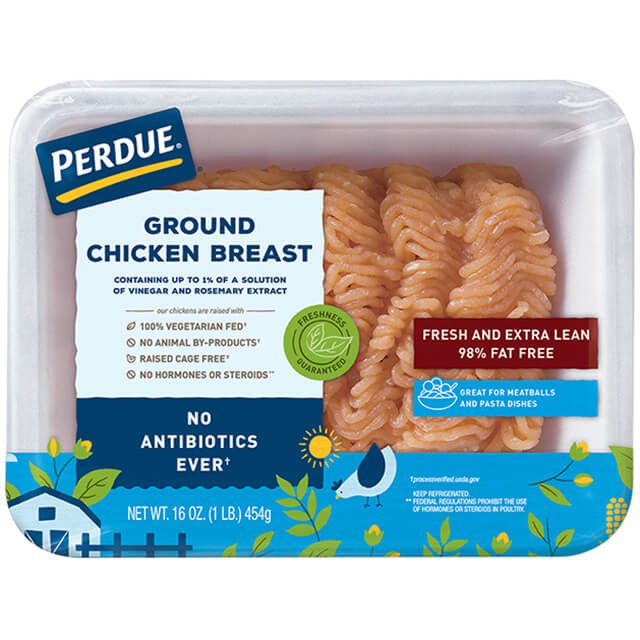 PERDUE
GROUND
CHICKEN BREAST
CONTAINING UP TO 1% OF A SOLUTION
OF VINEGAR AND ROSEMARY EXTRACT
our chickens are raised with
100% VEGETARIAN FED†
NO ANIMAL BY-PRODUCTS†
RAISED CAGE FREE†
NO HORMONES OR STEROIDS**
FRESHNESS
GUARANTEED
FRESH AND EXTRA LEAN
98% FAT FREE
GREAT FOR MEATBALLS
AND PASTA DISHES
NO
ANTIBIOTICS
EVER†
†processverified.usda.gov
KEEP REFRIGERATED.
** FEDERAL REGULATIONS PROHIBIT THE USE
OF HORMONES OR STEROIDS IN POULTRY.
NET WT. 16 OZ. (1 LB.) 454g